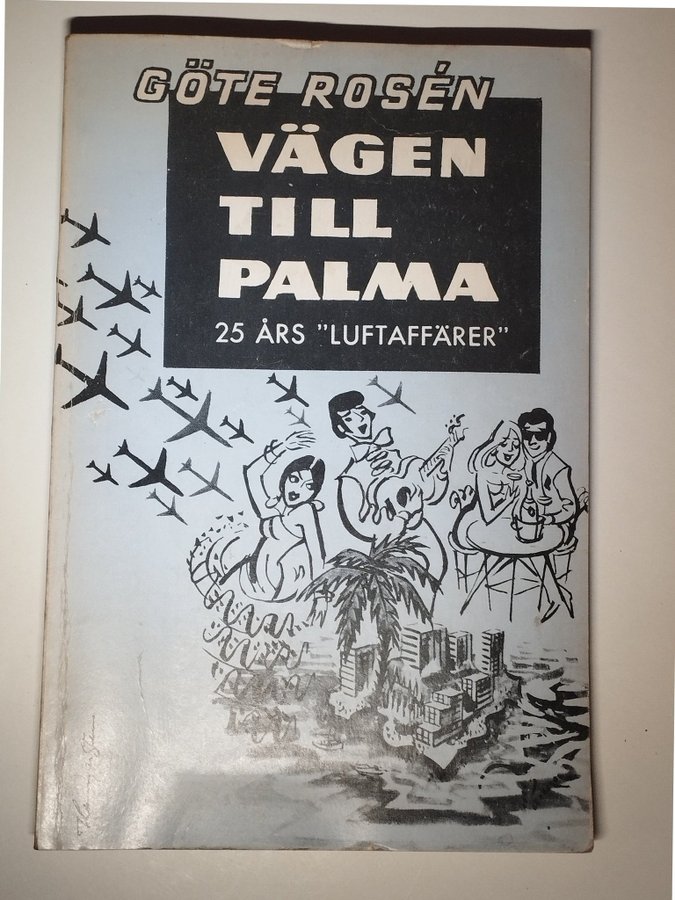 GÖTE ROSÉN
VÄGEN
TILL
PALMA
25 ÅRS "LUFTAFFÄRER"